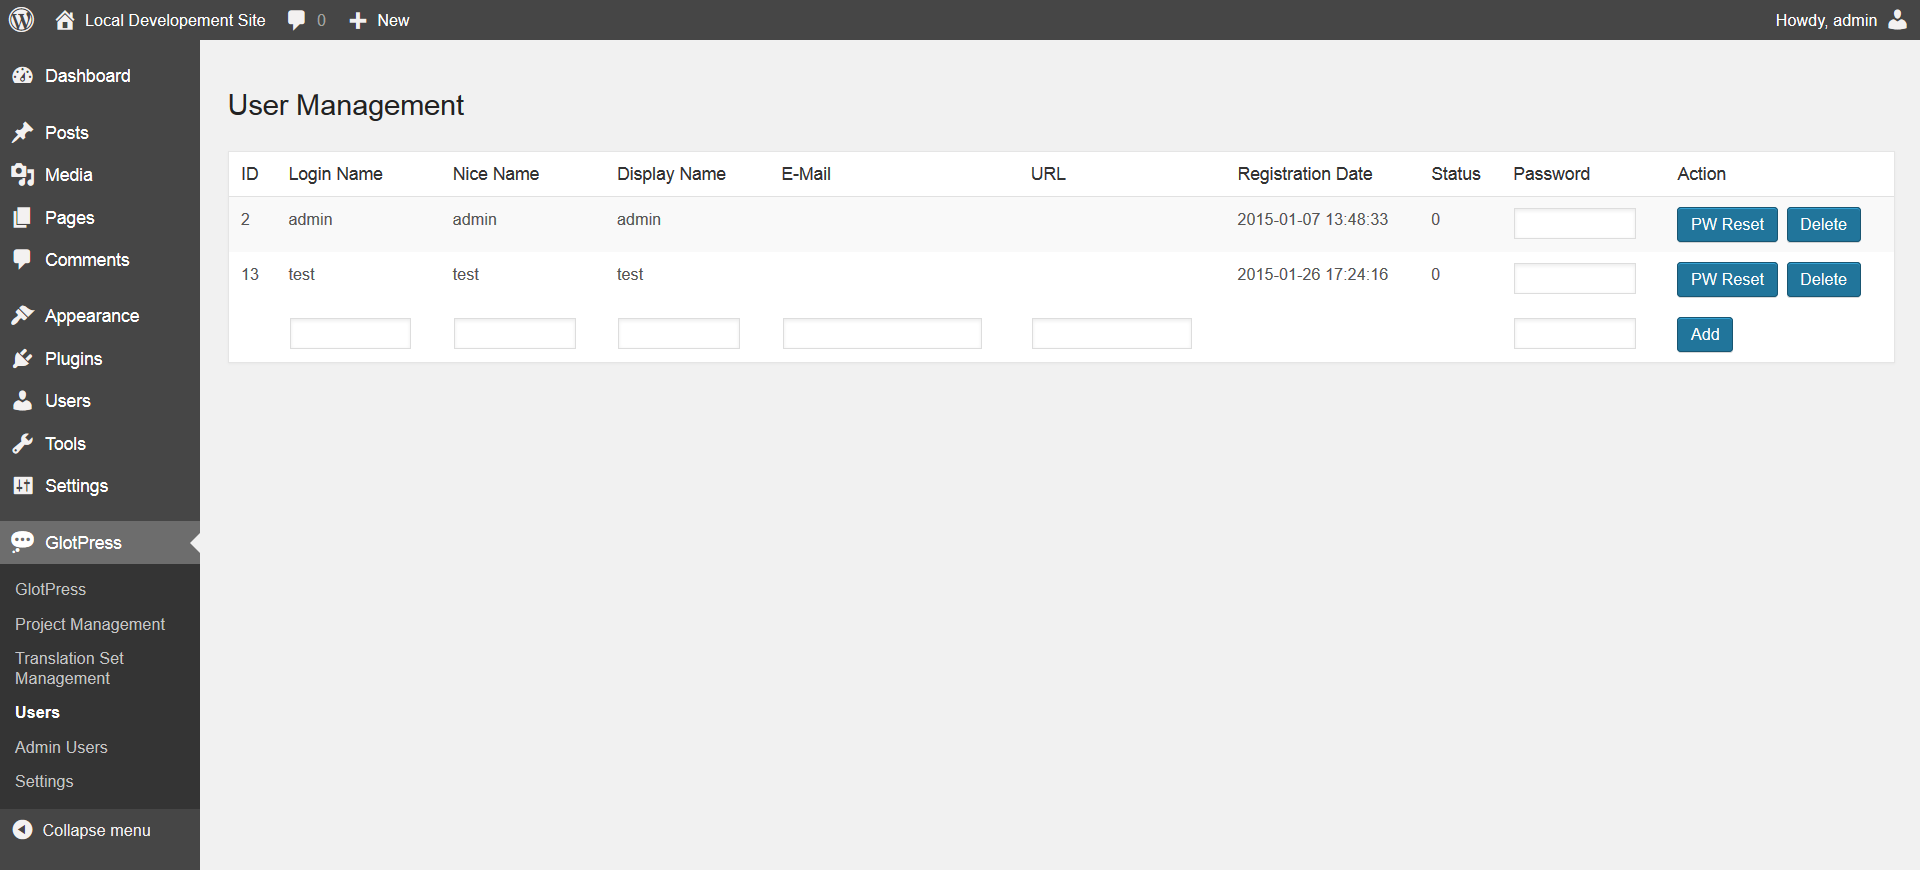 Local Developement Site 0 New Howdy, admin
Dashboard
Posts
Media
Pages
Comments
Appearance
Plugins
Users
Tools
Settings
GlotPress
GlotPress
Project Management
Translation Set
Management
Users
Admin Users
Settings
Collapse menu
User Management
ID Login Name Nice Name Display Name E-Mail URL Registration Date Status Password Action
2 admin admin admin 2015-01-07 13:48:33 0 PW Reset Delete
13 test test test 2015-01-26 17:24:16 0 PW Reset Delete
Add